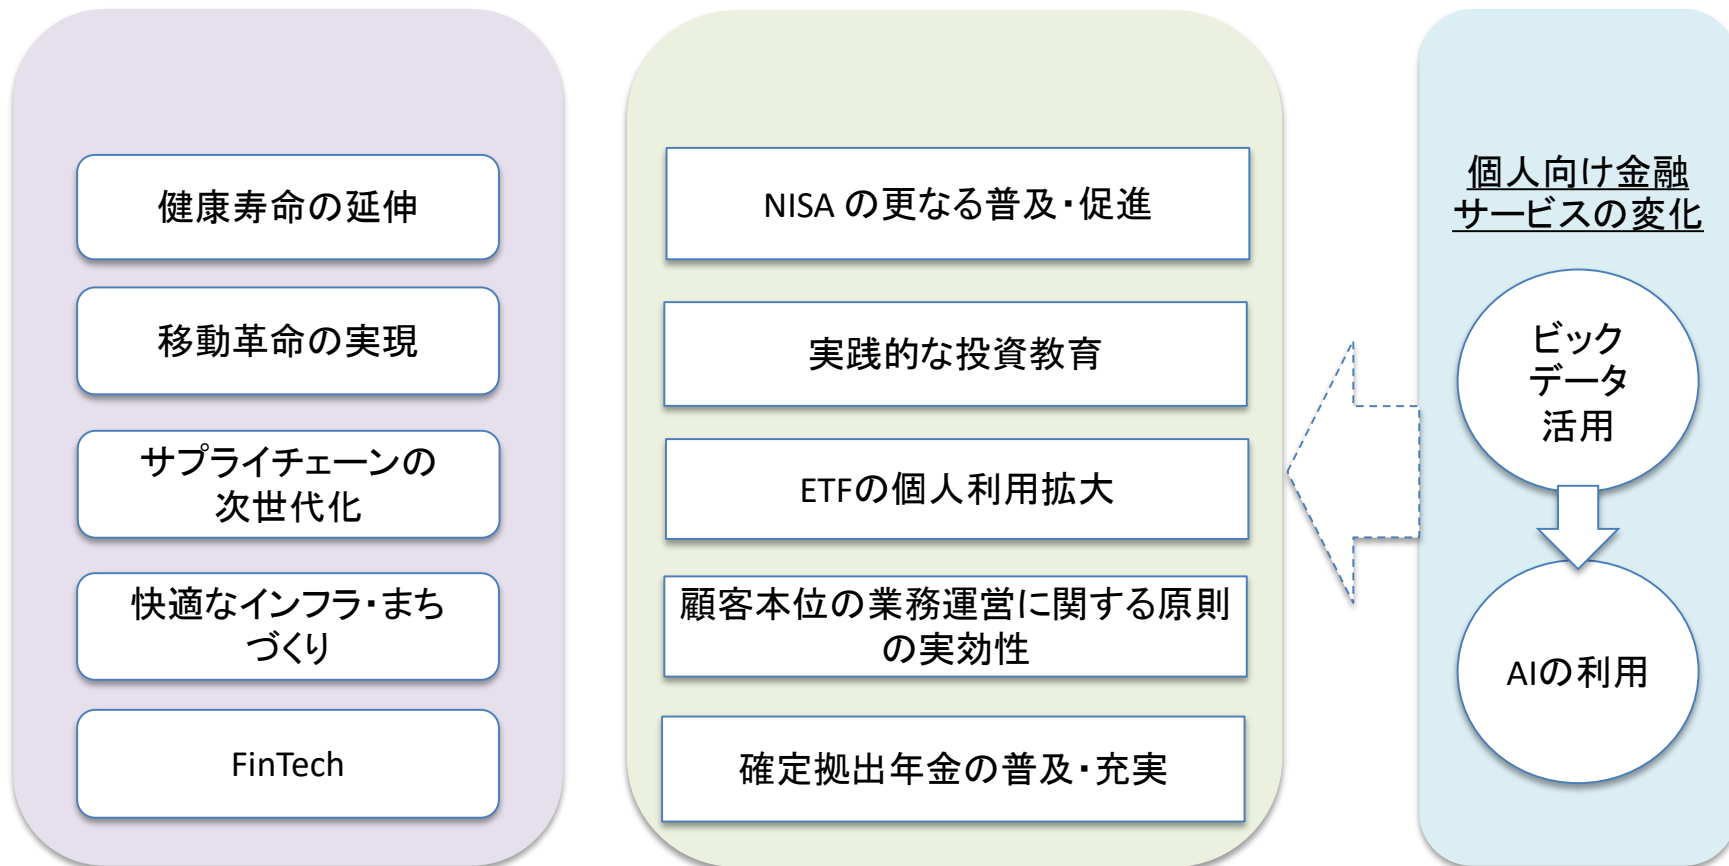 健康寿命の延伸
移動革命の実現
サプライチェーンの
次世代化
快適なインフラ・まち
づくり
FinTech
NISA の更なる普及・促進
実践的な投資教育
ETFの個人利用拡大
顧客本位の業務運営に関する原則
の実効性
確定拠出年金の普及・充実
個人向け金融
サービスの変化
ビック
データ
活用
AIの利用